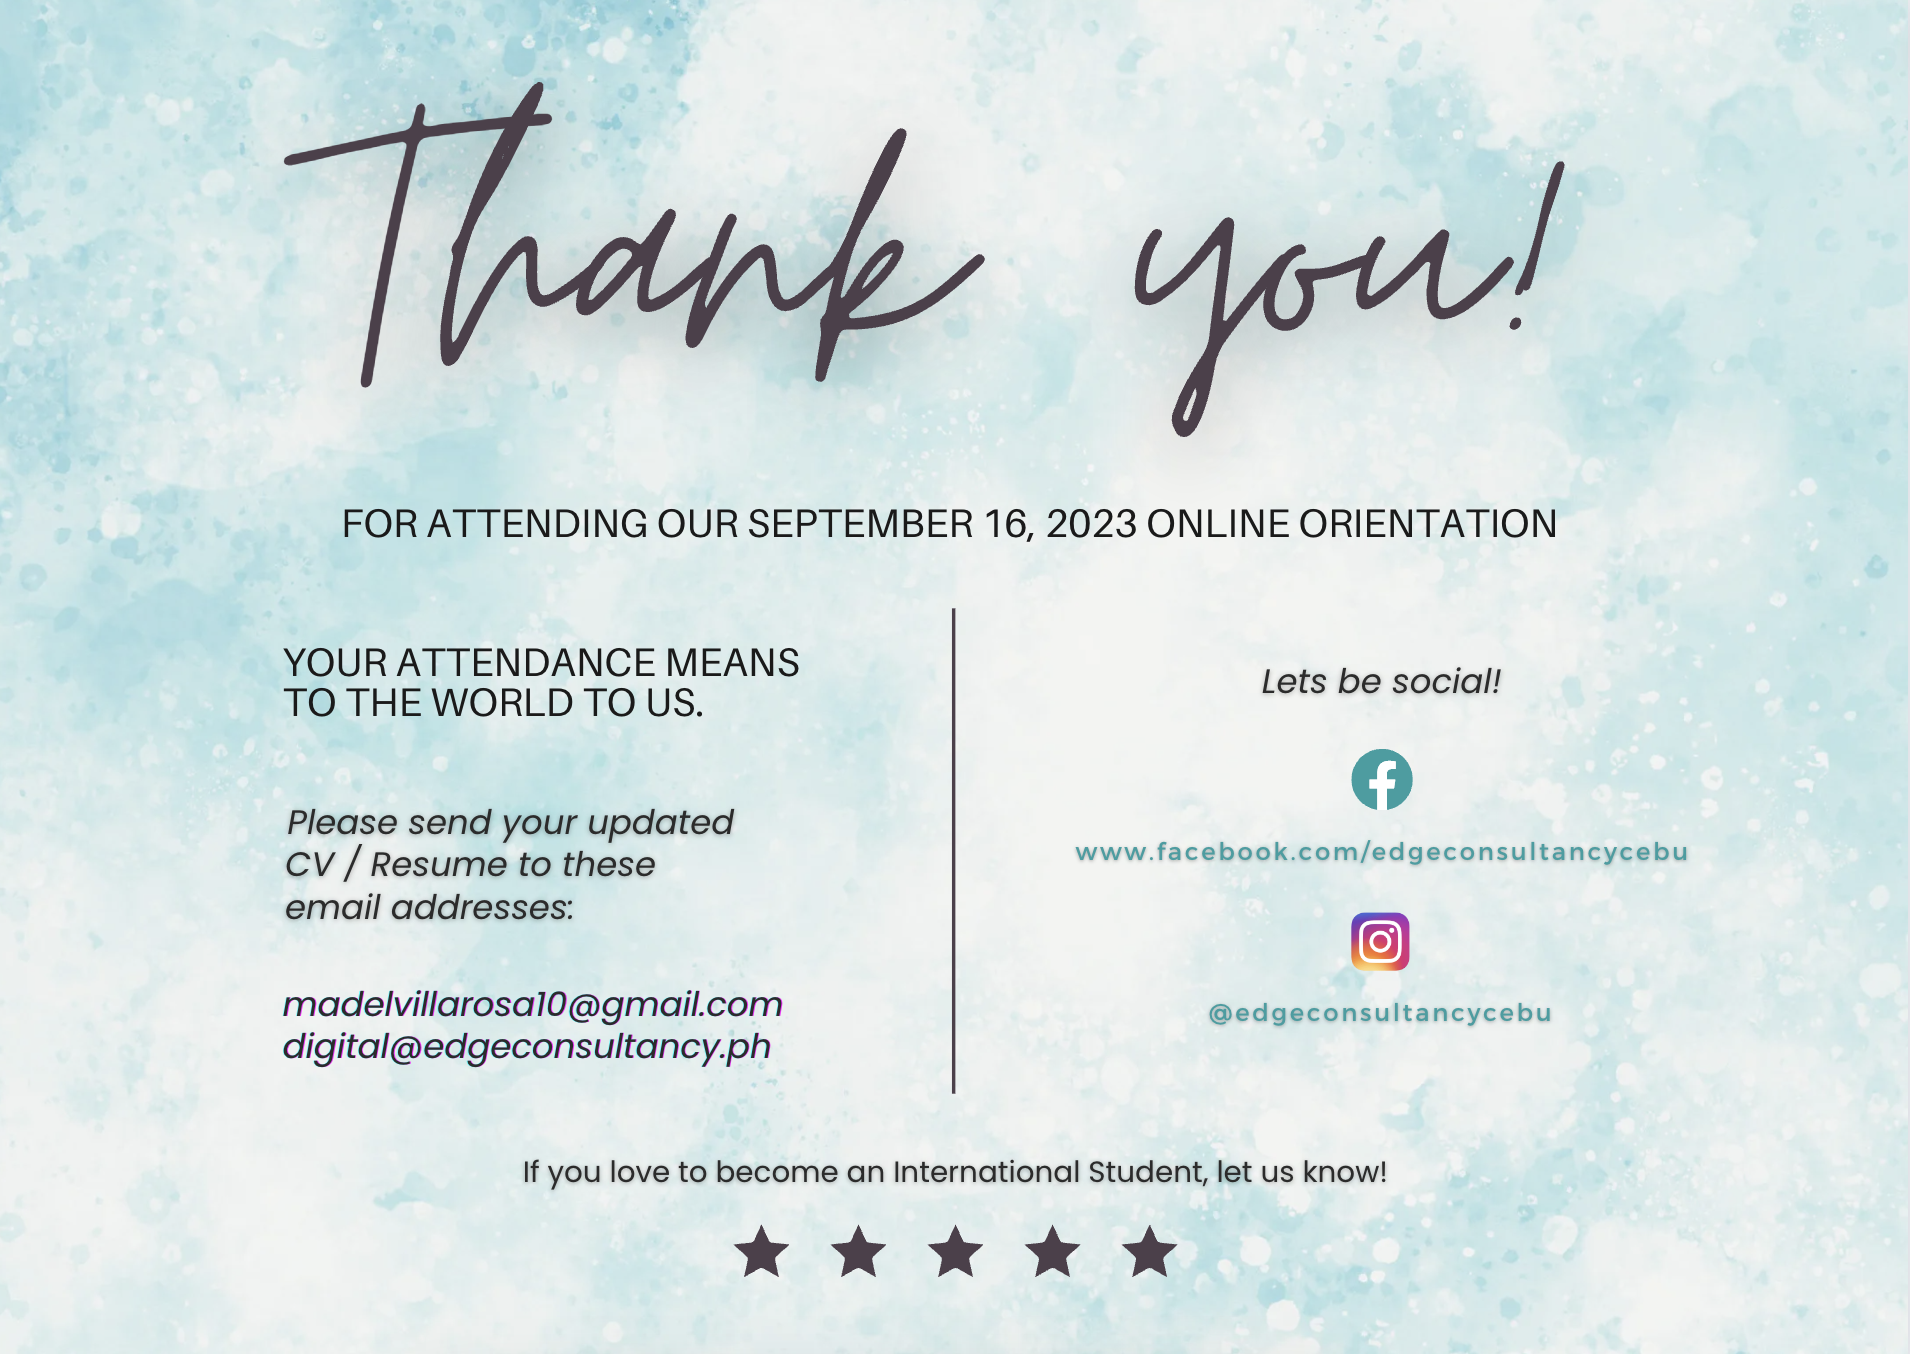 Thank you!
FOR ATTENDING OUR SEPTEMBER 16, 2023 ONLINE ORIENTATION
YOUR ATTENDANCE MEANS
TO THE WORLD TO US.
Please send your updated
CV / Resume to these
email addresses:
madelvillarosa10@gmail.com
digital@edgeconsultancy.ph
Lets be social!
www.facebook.com/edgeconsultancycebu
@edgeconsultancycebu
If you love to become an International Student, let us know!